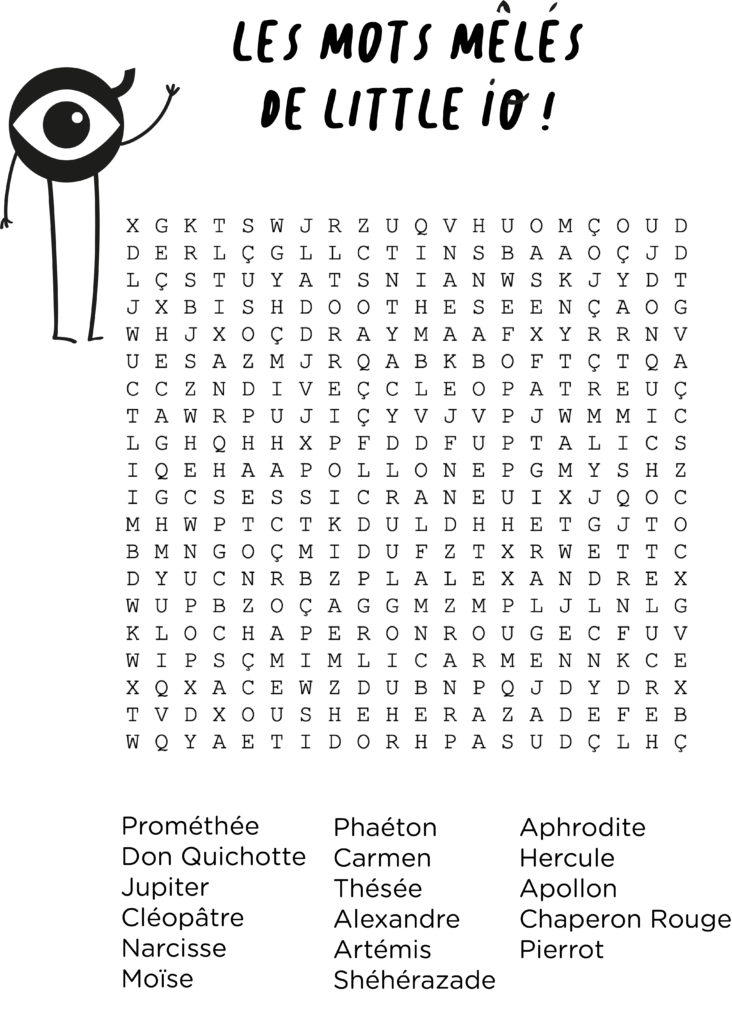 LES MOTS MÊLÉS
DE LITTLE iO !
X G K T S W J R Z U Q V H U O M Ç O U D
D E R L Ç G L L C T I N S B A A O Ç J D
L Ç S T U Y A T S N I A N W S K J Y D T
J X B I S H D O O T H E S E E N Ç A O G
W H J X O Ç D R A Y M A A F X Y R R N V
U E S A Z M J R Q A B K B O F T Ç T Q A
C C Z N D I V E Ç C L E O P A T R E U Ç
T A W R P U J I Ç Y V J V P J W M M I C
L G H Q H H X P F D D F U P T A L I C S
I Q E H A A P O L L O N E P G M Y S H Z
I G C S E S S I C R A N E U I X J Q O C
M H W P T C T K D U L D H H E T G J T O
B M N G O Ç M I D U F Z T X R W E T T C
D Y U C N R B Z P L A L E X A N D R E X
W U P B Z O Ç A G G M Z M P L J L N L G
K L O C H A P E R O N R O U G E C F U V
W I P S Ç M I M L I C A R M E N N K C E
X Q X A C E W Z D U B N P Q J D Y D R X
T V D X O U S H E H E R A Z A D E F E B
W Q Y A E T I D O R H P A S U D Ç L H Ç
Prométhée Phaéton Aphrodite
Don Quichotte Carmen Hercule
Jupiter Thésée Apollon
Cléopâtre Alexandre Chaperon Rouge
Narcisse Artémis Pierrot
Moïse Shéhérazade